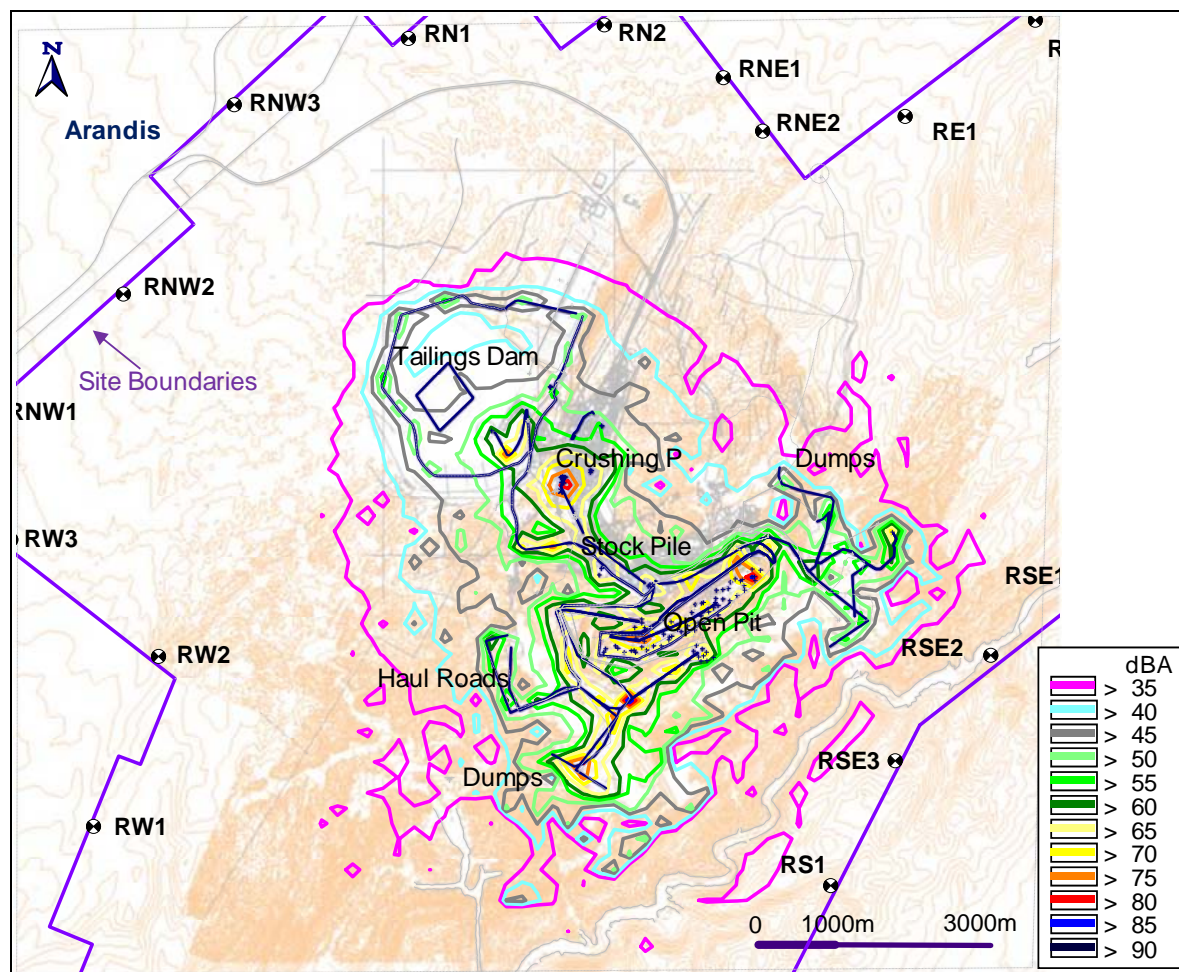 N
RN1
RN2
RNE1
RNW3
Arandis
RNE2
RE1
RNW2
Tailings Dam
Site Boundaries
RNW1
Crushing P
Dumps
RW3
Stock Pile
RSE1
Open Pit
RW2
RSE2
Haul Roads
dBA
> 35
> 40
> 45
> 50
> 55
> 60
> 65
> 70
> 75
> 80
> 85
> 90
RSE3
Dumps
RW1
RS1
0 1000m 3000m